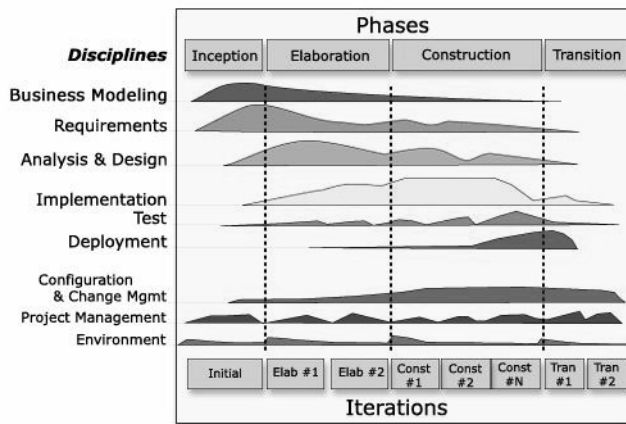 Phases
Disciplines
Inception
Elaboration
Construction
Transition
Business Modeling
Requirements
Analysis & Design
Implementation
Test
Deployment
Configuration
& Change Mgmt
Project Management
Environment
Initial
Elab #1
Elab #2
Const
#1
Const
#2
Const
#N
Tran
#1
Tran
#2
Iterations